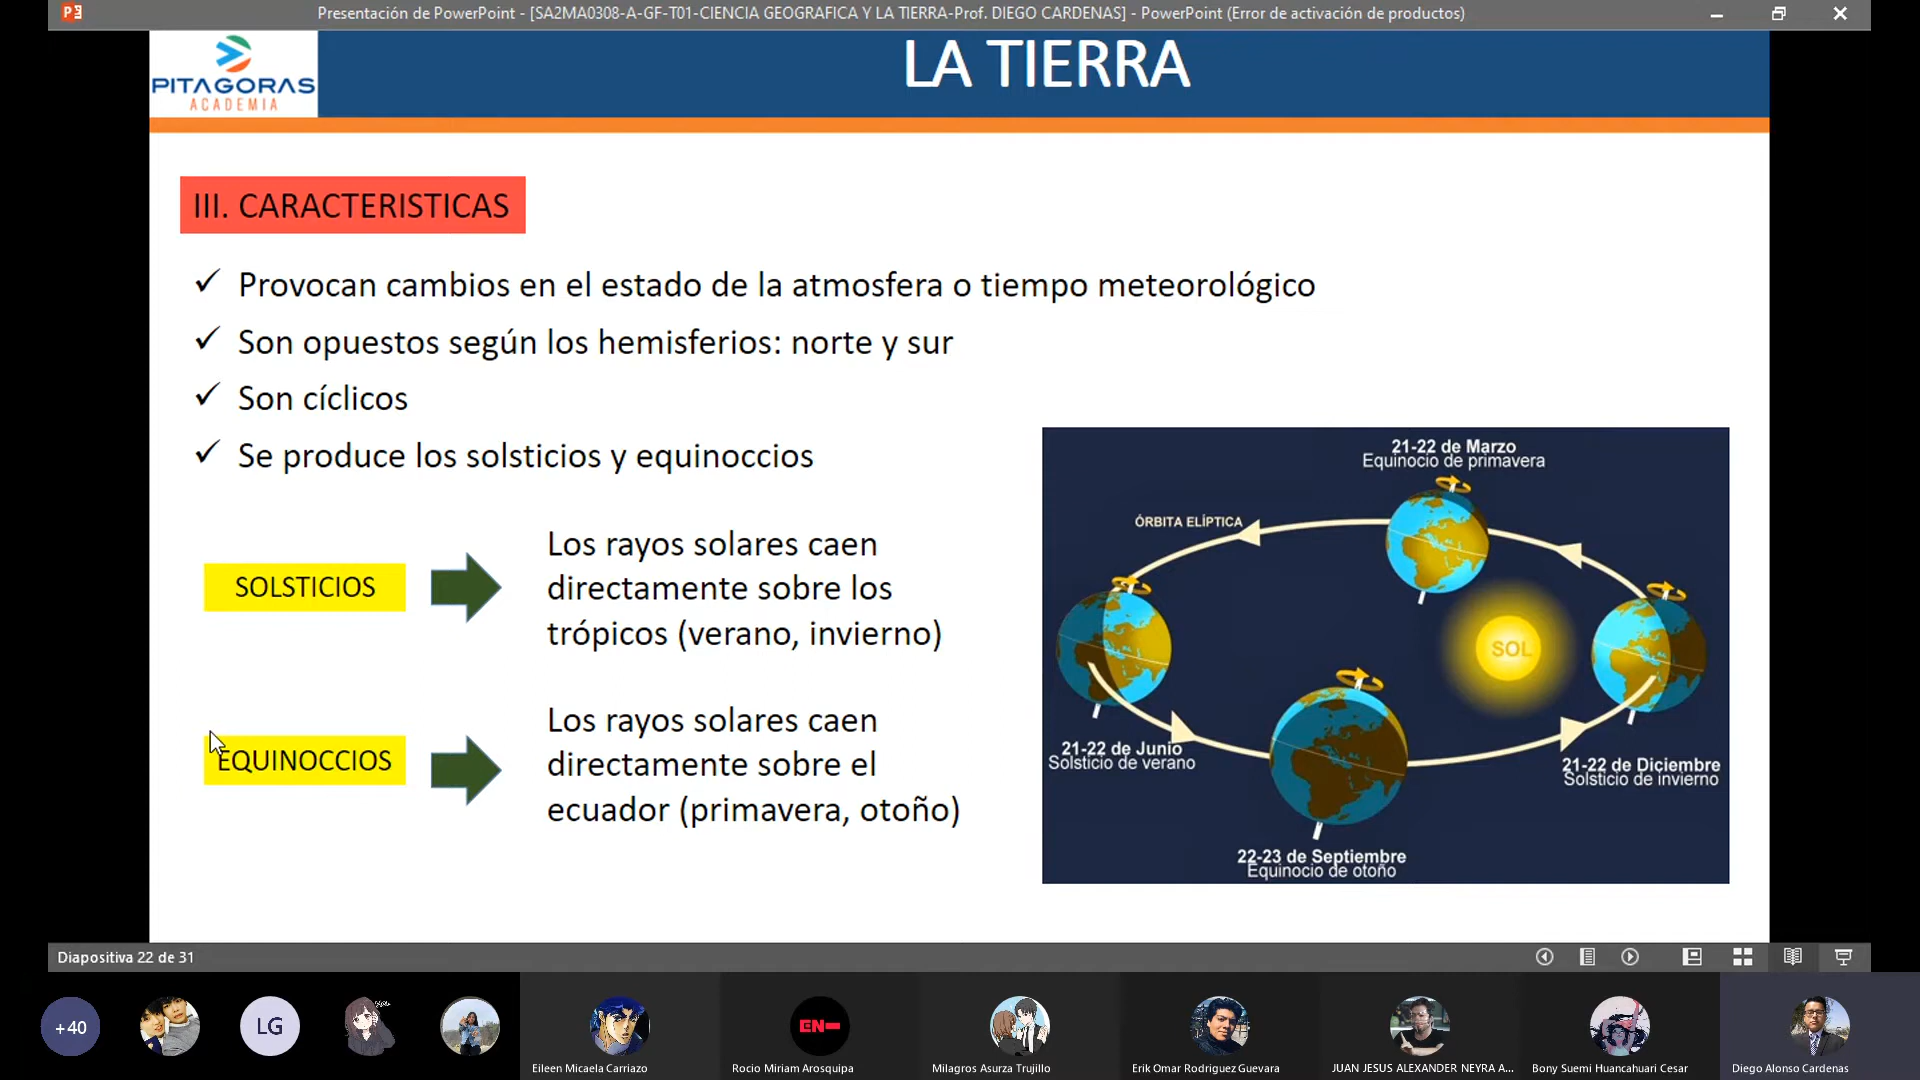 Presentación de PowerPoint - [SA2MA0308-A-GF-T01-CIENCIA GEOGRAFICA Y LA TIERRA-Prof. DIEGO CARDENAS] - PowerPoint (Error de activación de productos)
PITAGORAS
ACADEMIA
LA TIERRA
III. CARACTERISTICAS
Provocan cambios en el estado de la atmosfera o tiempo meteorológico
Son opuestos según los hemisferios: norte y sur
Son cíclicos
Se produce los solsticios y equinoccios
SOLSTICIOS
Los rayos solares caen
directamente sobre los
trópicos (verano, invierno)
EQUINOCCIOS
Los rayos solares caen
directamente sobre el
ecuador (primavera, otoño)
21-22 de Marzo
Equinocio de primavera
ÓRBITA ELÍPTICA
SOL
21-22 de Junio
Solsticio de verano
21-22 de Diciembre
Solsticio de invierno
22-23 de Septiembre
Equinocio de otoño
Diapositiva 22 de 31
+40
LG
EN
Eileen Micaela Carriazo
Rocio Miriam Arosquipa
Milagros Asurza Trujillo
Erik Omar Rodriguez Guevara
JUAN JESUS ALEXANDER NEYRA A...
Bony Suemi Huancahuari Cesar
Diego Alonso Cardenas